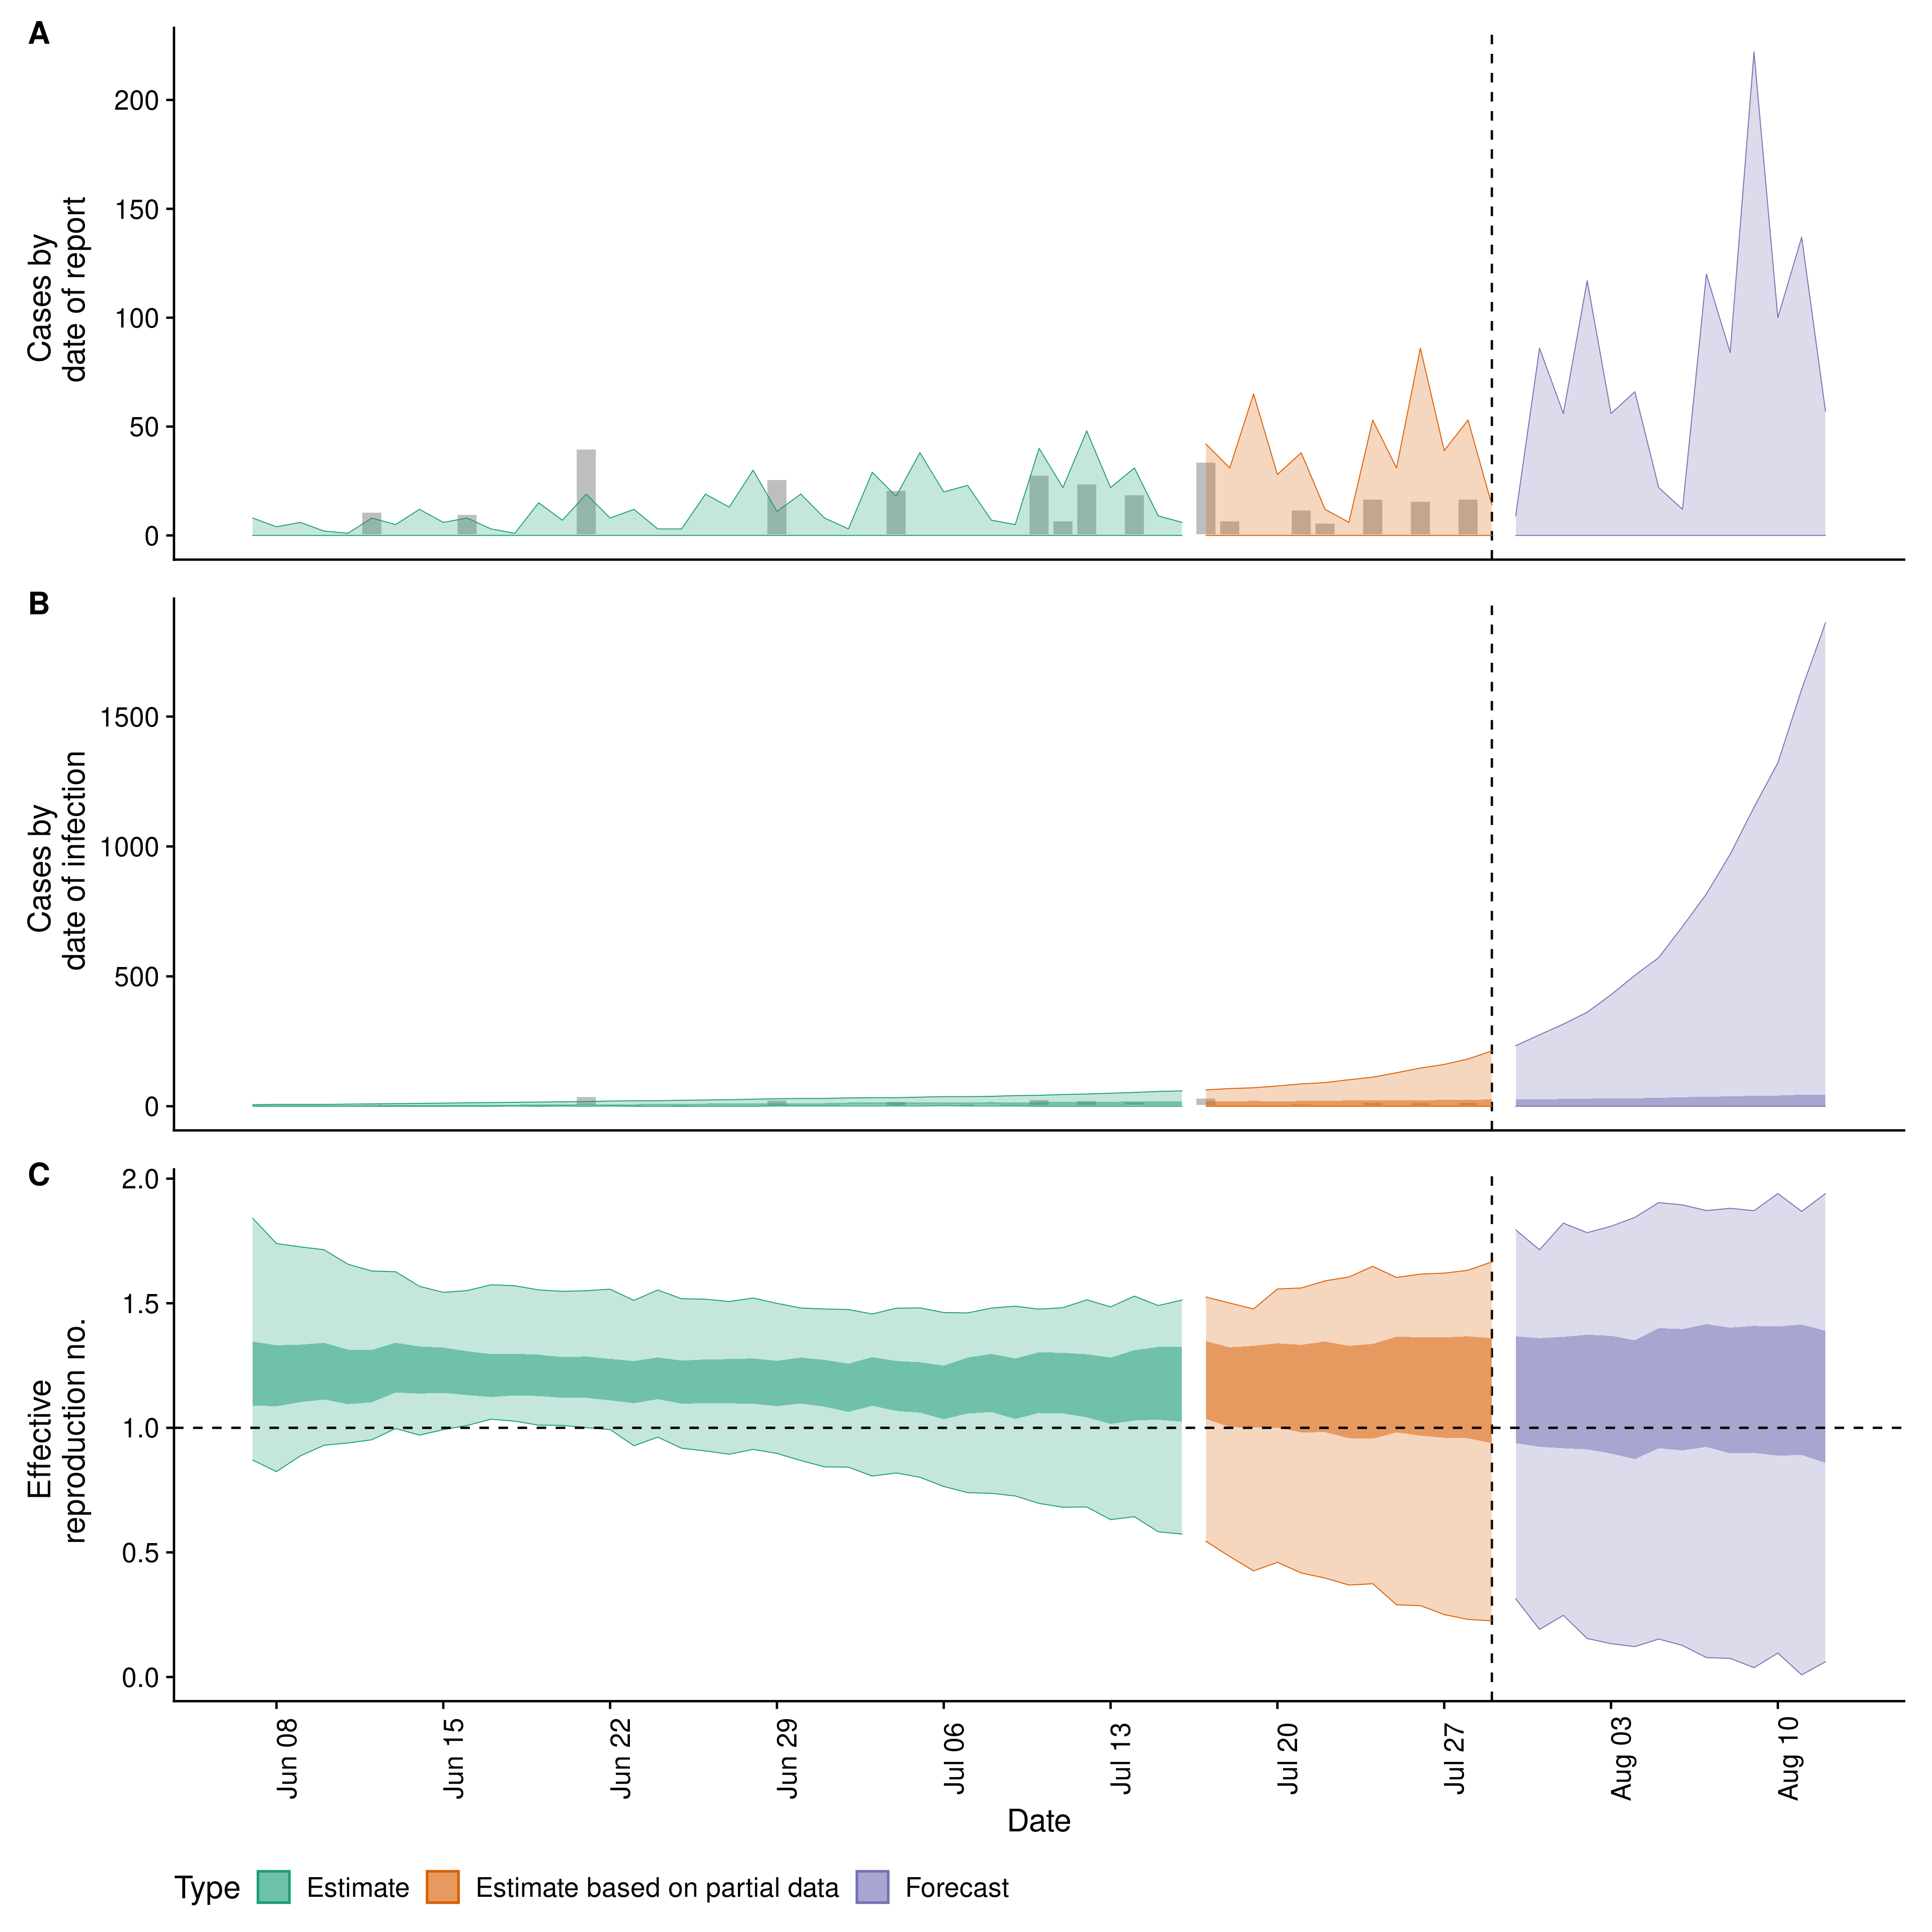 A
Cases by
date of report
200
150
100
50
0
B
Cases by
date of infection
1500
1000
500
0
C
Effective
reproduction no.
2.0
1.5
1.0
0.5
0.0
Jun 08
Jun 15
Jun 22
Jun 29
Jul 06
Jul 13
Jul 20
Jul 27
Aug 03
Aug 10
Date
Type Estimate Estimate based on partial data Forecast